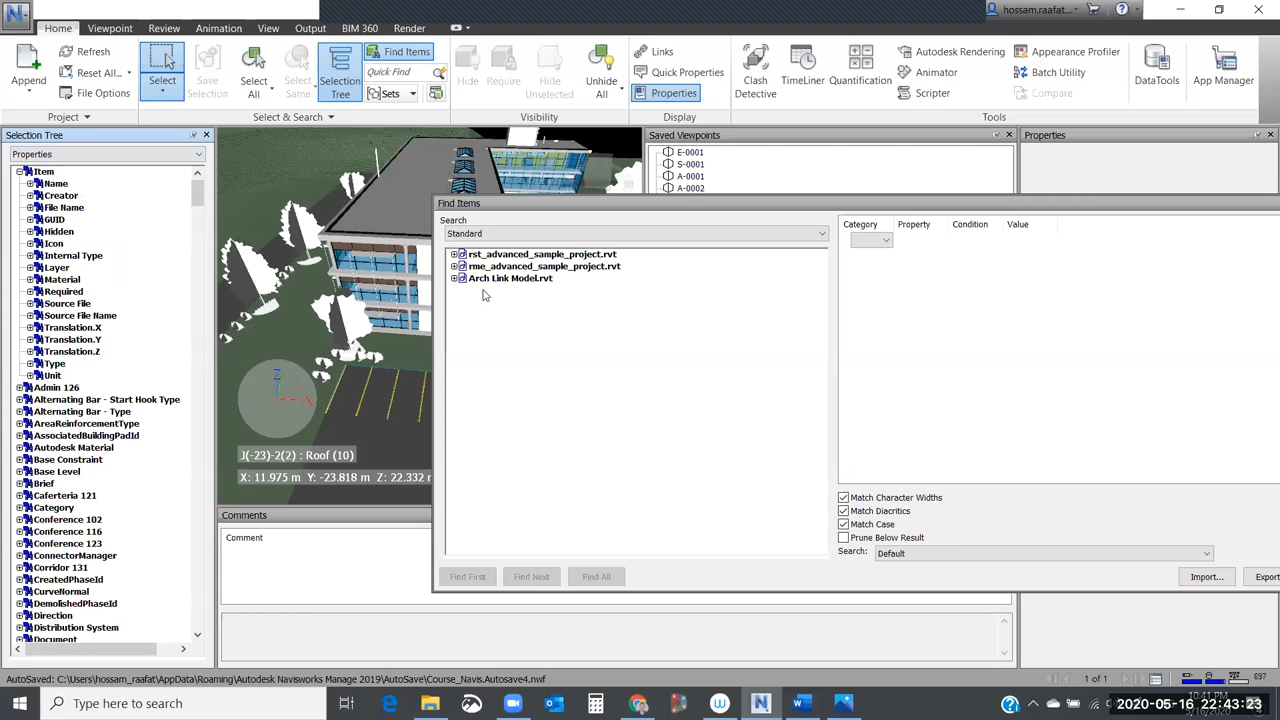 hossam.raafat...
Home Viewpoint Review Animation View Output BIM 360 Render
Append
Refresh
Reset All...
File Options
Project
Select
Save Selection
Select All
Select Same
Selection Tree
Find Items
Quick Find
Sets
Select & Search
Hide
Require
Hide Unselected
Unhide All
Visibility
Links
Quick Properties
Properties
Display
Clash Detective
TimeLiner
Quantification
Autodesk Rendering
Animator
Scripter
Appearance Profiler
Batch Utility
Compare
Tools
DataTools
App Manager
Selection Tree
Properties
Item
Name
Creator
File Name
GUID
Hidden
Icon
Internal Type
Layer
Material
Required
Source File
Source File Name
Translation.X
Translation.Y
Translation.Z
Type
Unit
Admin 126
Alternating Bar - Start Hook Type
Alternating Bar - Type
AreaReinforcementType
AssociatedBuildingPadId
Autodesk Material
Base Constraint
Base Level
Brief
Caferteria 121
Category
Conference 102
Conference 116
Conference 123
ConnectorManager
Corridor 131
CreatedPhaseId
CurveNormal
DemolishedPhaseId
Direction
Distribution System
Document
Z
X
J(-23)-2(2) : Roof (10)
X: 11.975 m Y: -23.818 m Z: 22.332 r
Saved Viewpoints
E-0001
S-0001
A-0001
A-0002
Properties
Find Items
Search
Standard
rst_advanced_sample_project.rvt
rme_advanced_sample_project.rvt
Arch Link Model.rvt
Category Property Condition Value
Match Character Widths
Match Diacritics
Match Case
Prune Below Result
Search: Default
Find First Find Next Find All
Import... Export
Comments
Comment
AutoSaved: C:\Users\hossam_raafat\AppData\Roaming\Autodesk Navisworks Manage 2019\AutoSave\Course_Navis.Autosave4.nwf
1 of 1
697
Type here to search
10:41 PM
2020-05-16 22:43:23